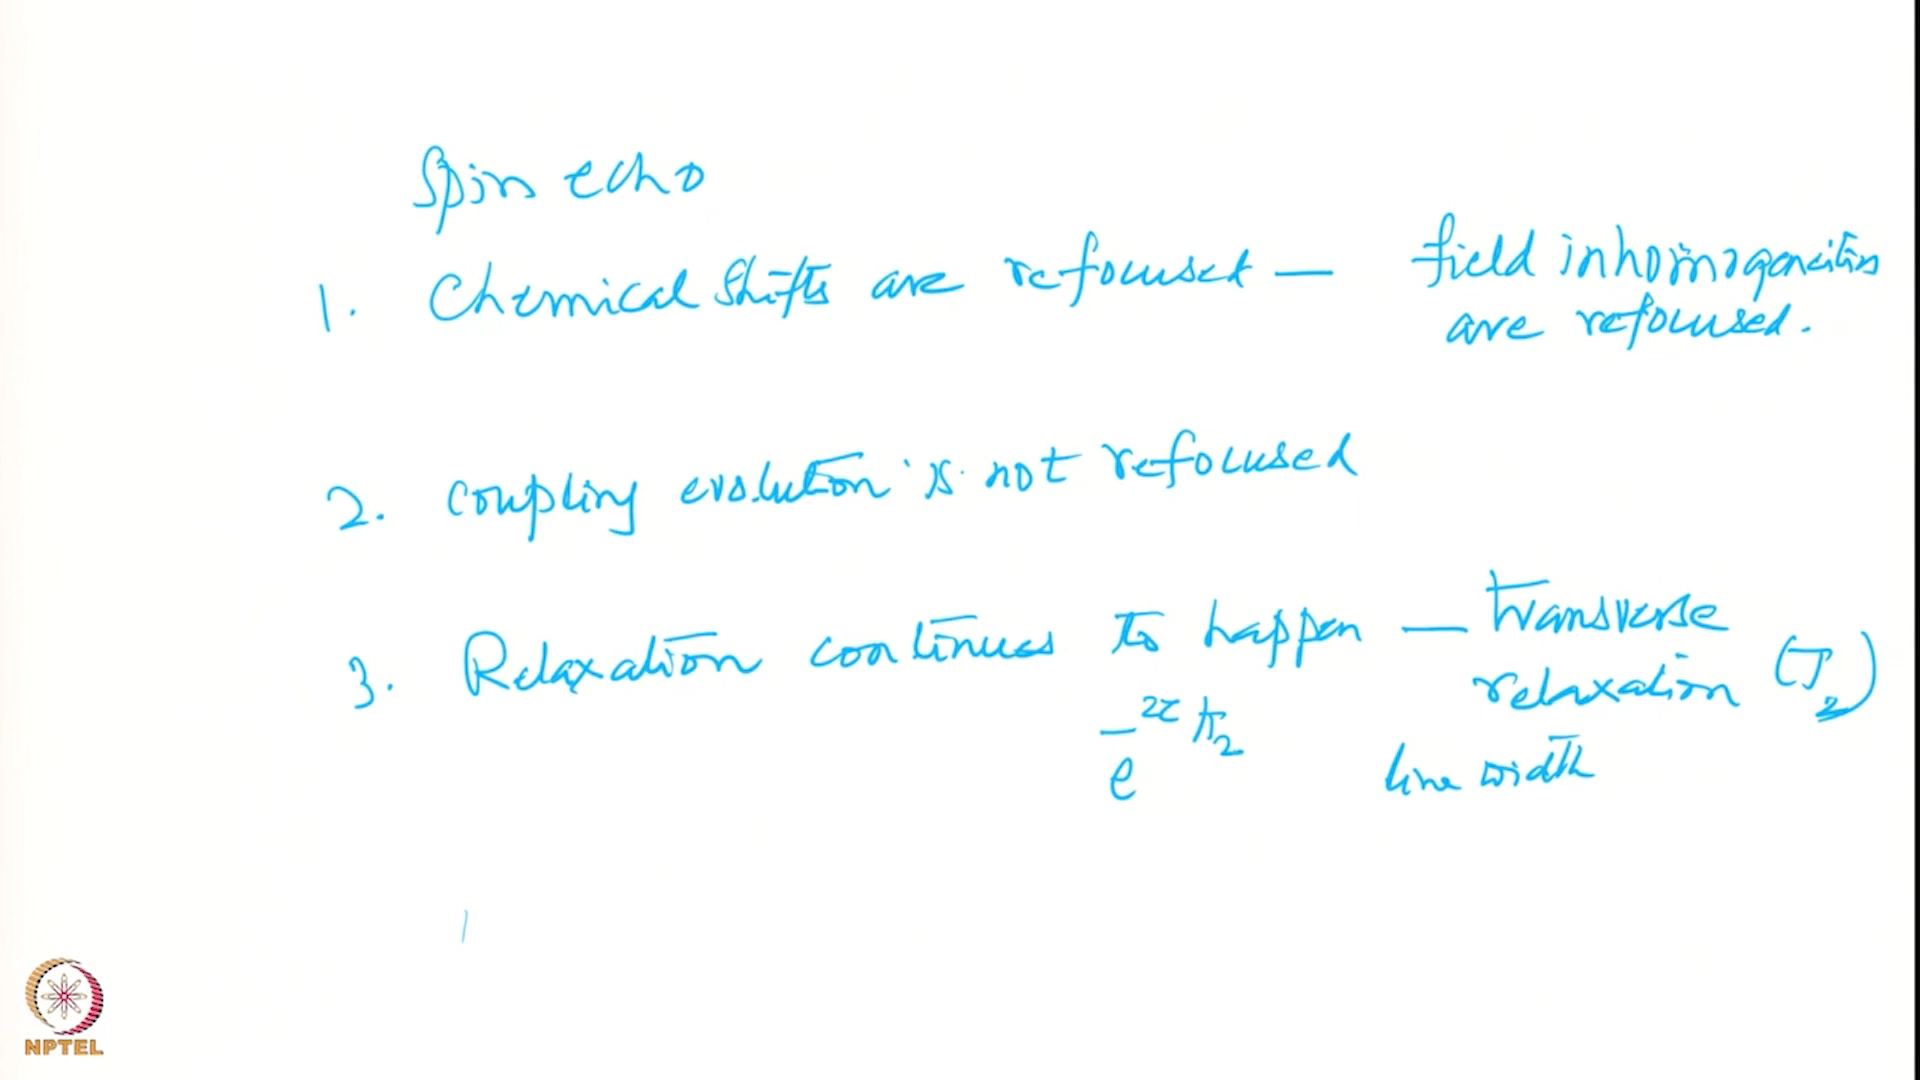 Spin echo
1. Chemical shifts are refocused — field inhomogeneities
are refocused.
2. Coupling evolution is not refocused
3. Relaxation continues to happen — transverse
relaxation (T₂)
e^{-2τ/T₂}
line width
NPTEL